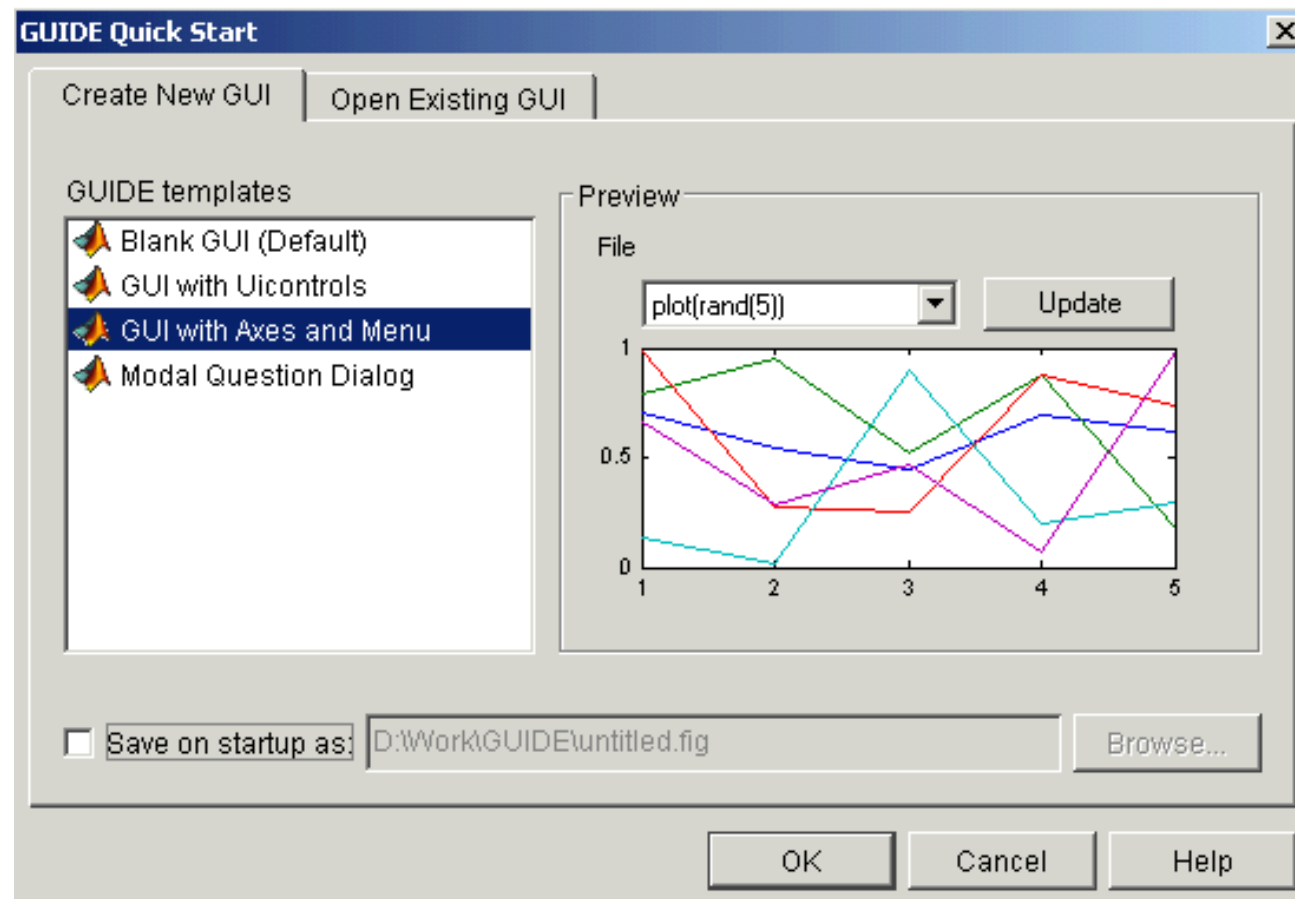 GUIDE Quick Start
Create New GUI
Open Existing GUI
GUIDE templates
Blank GUI (Default)
GUI with Uicontrols
GUI with Axes and Menu
Modal Question Dialog
Preview
File
plot(rand(5))
Update
1
0.5
0
1 2 3 4 5
Save on startup as:
D:\Work\GUIDE\untitled.fig
Browse...
OK
Cancel
Help